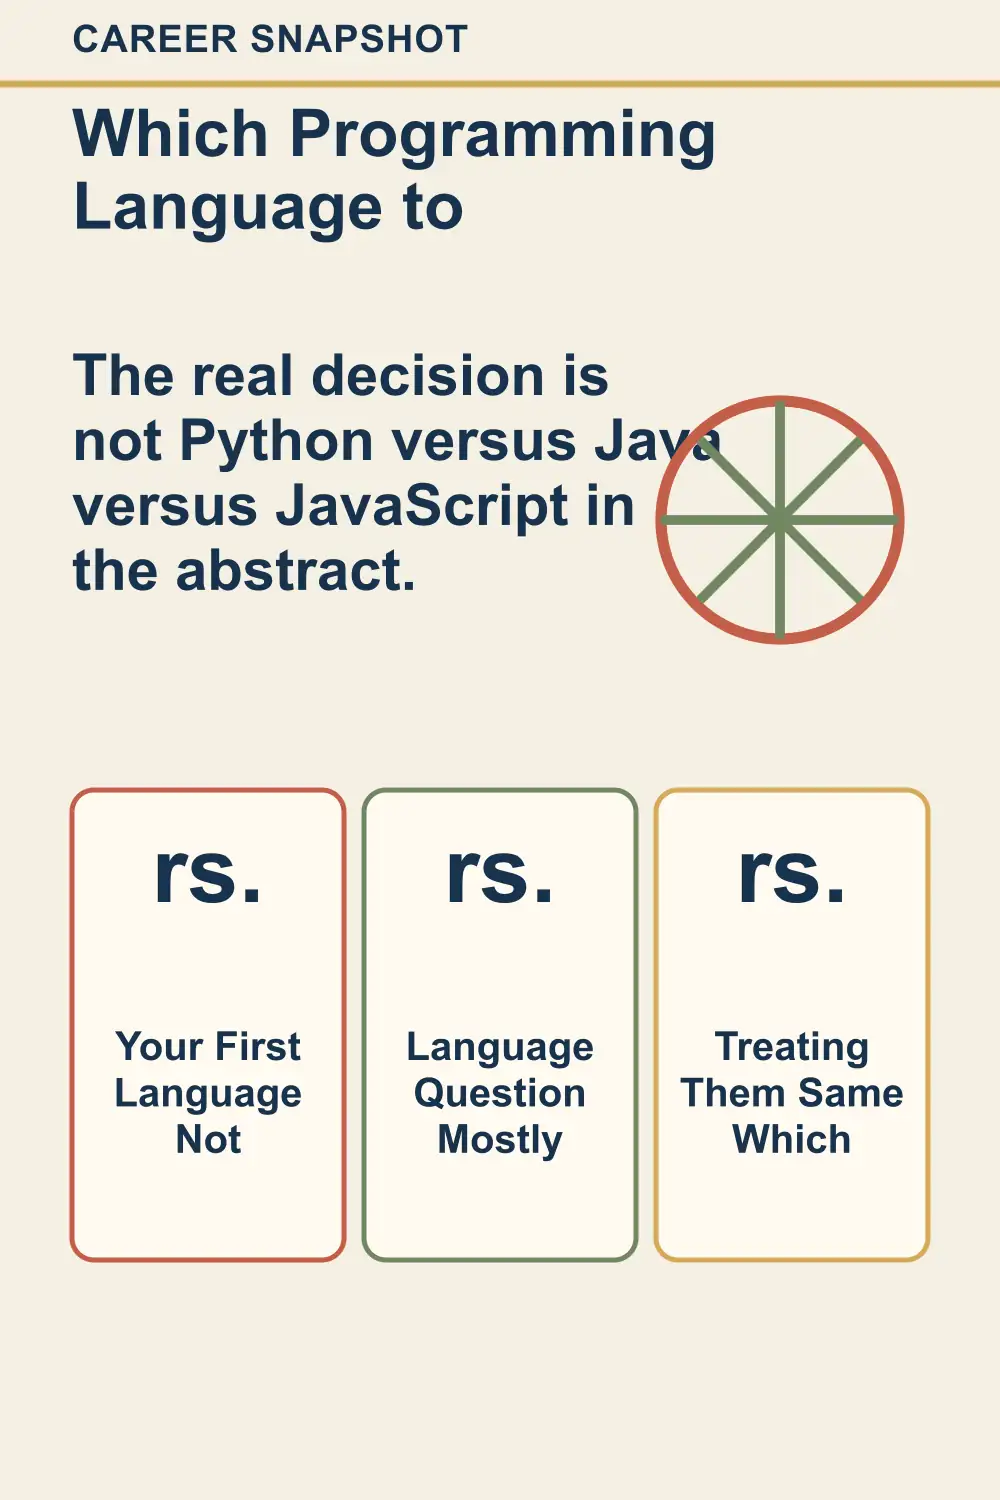 CAREER SNAPSHOT
Which Programming
Language to
The real decision is
not Python versus Java
versus JavaScript in
the abstract.
rs.
Your First
Language
Not
rs.
Language
Question
Mostly
rs.
Treating
Them Same
Which